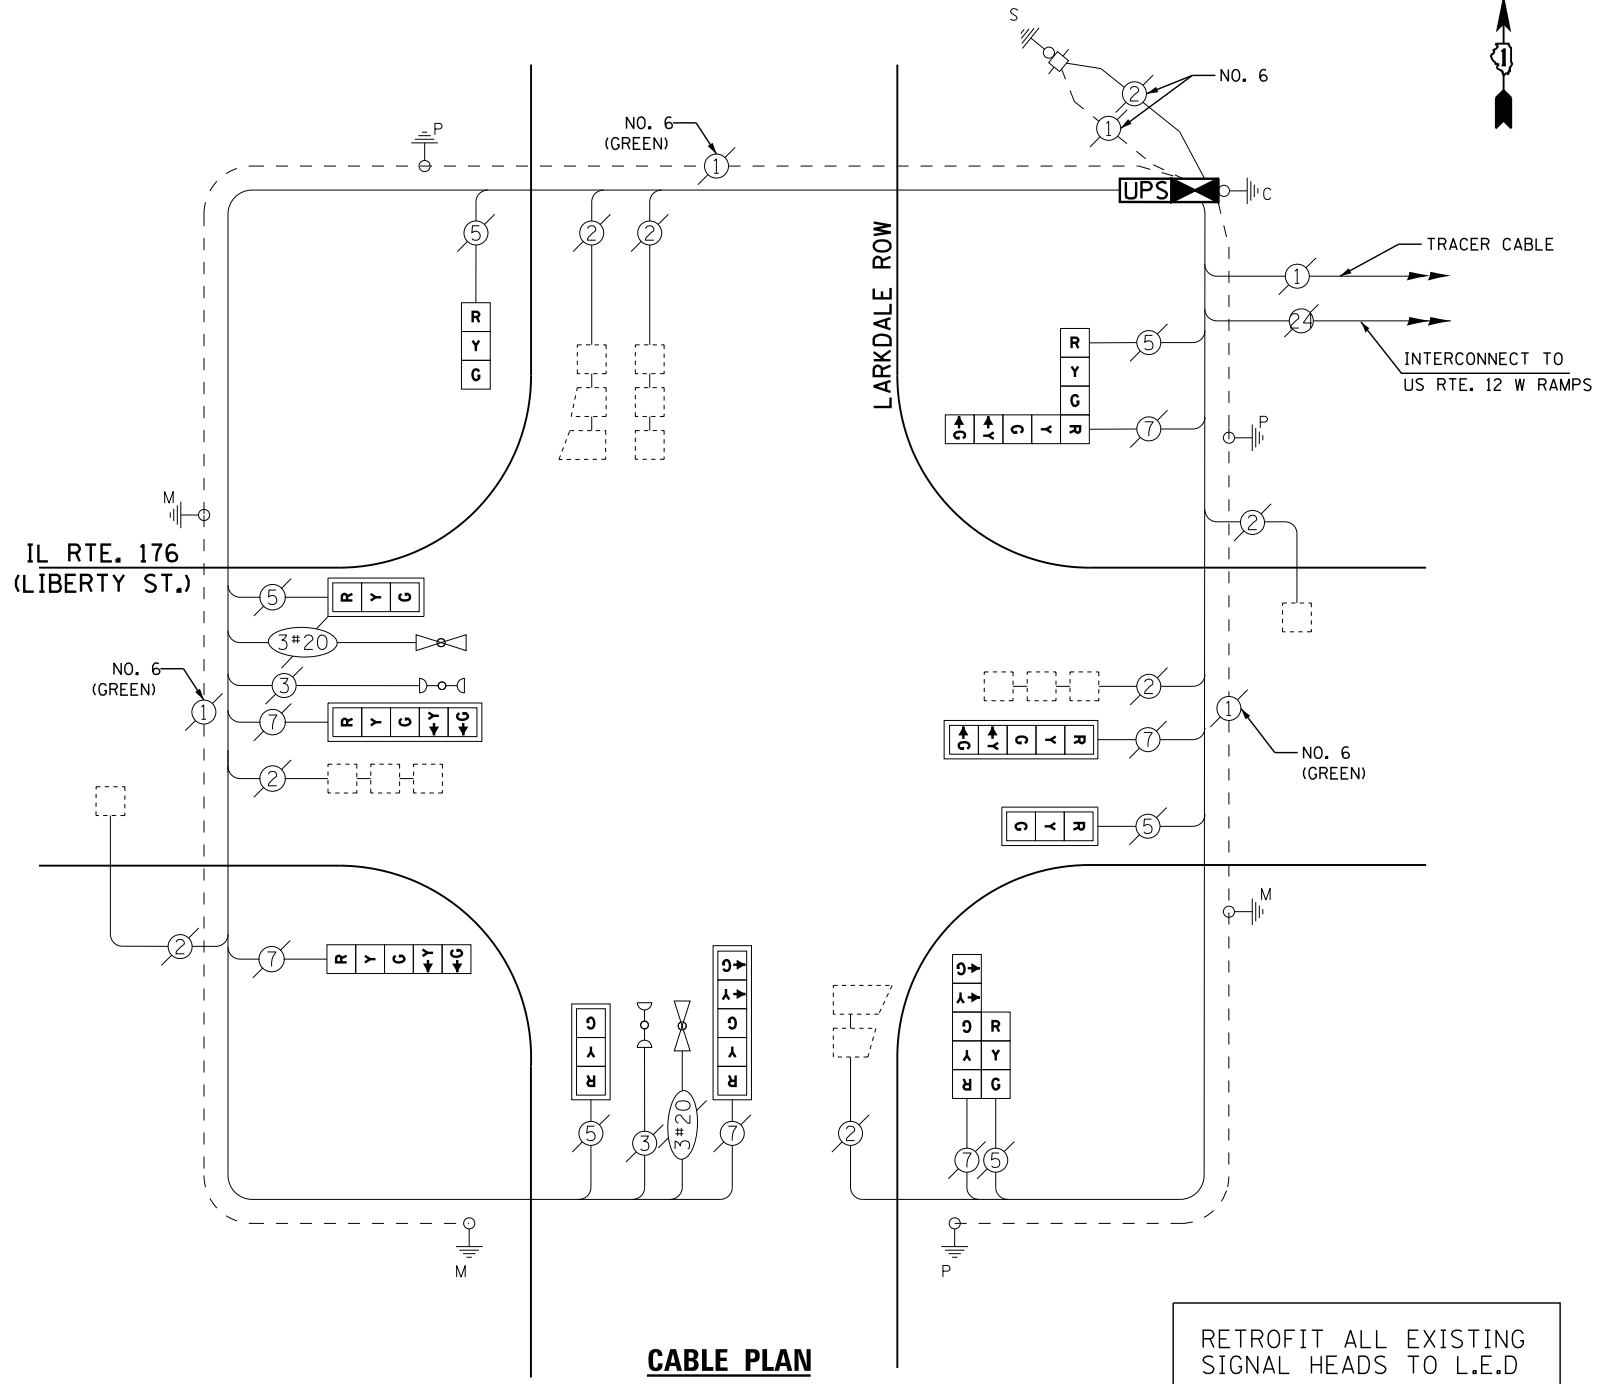 S
1
2
NO. 6
1
P
NO. 6
(GREEN)
1
UPS
C
5
2
2
R
Y
G
LARKDALE ROW
TRACER CABLE
1
24
INTERCONNECT TO
US RTE. 12 W RAMPS
R
Y
G
5
G Y G Y R
7
P
M
2
IL RTE. 176
(LIBERTY ST.)
5
R Y G
3#20
3
NO. 6
(GREEN)
1
7
R Y G Y G
2
2
G Y G Y R
7
1
NO. 6
(GREEN)
G Y R
5
M
2
7
R Y G Y G
G
Y
R
5
3
3#20
G
Y
G
Y
R
7
2
G
Y
G R
Y Y
R G
7 5
M
P
CABLE PLAN
RETROFIT ALL EXISTING
SIGNAL HEADS TO L.E.D